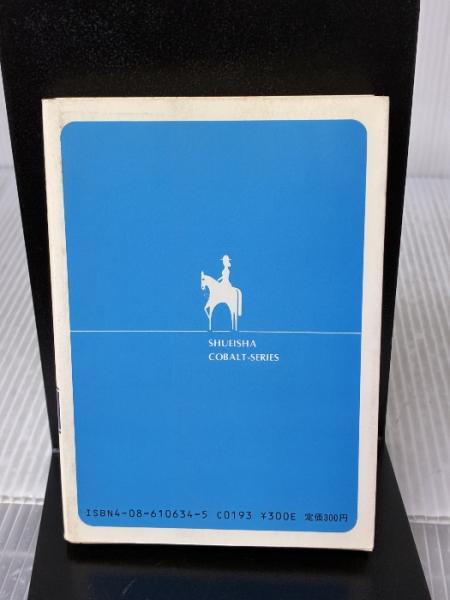 SHUEISHA
COBALT-SERIES
ISBN4-08-610634-5 C0193 ¥300E 定価300円